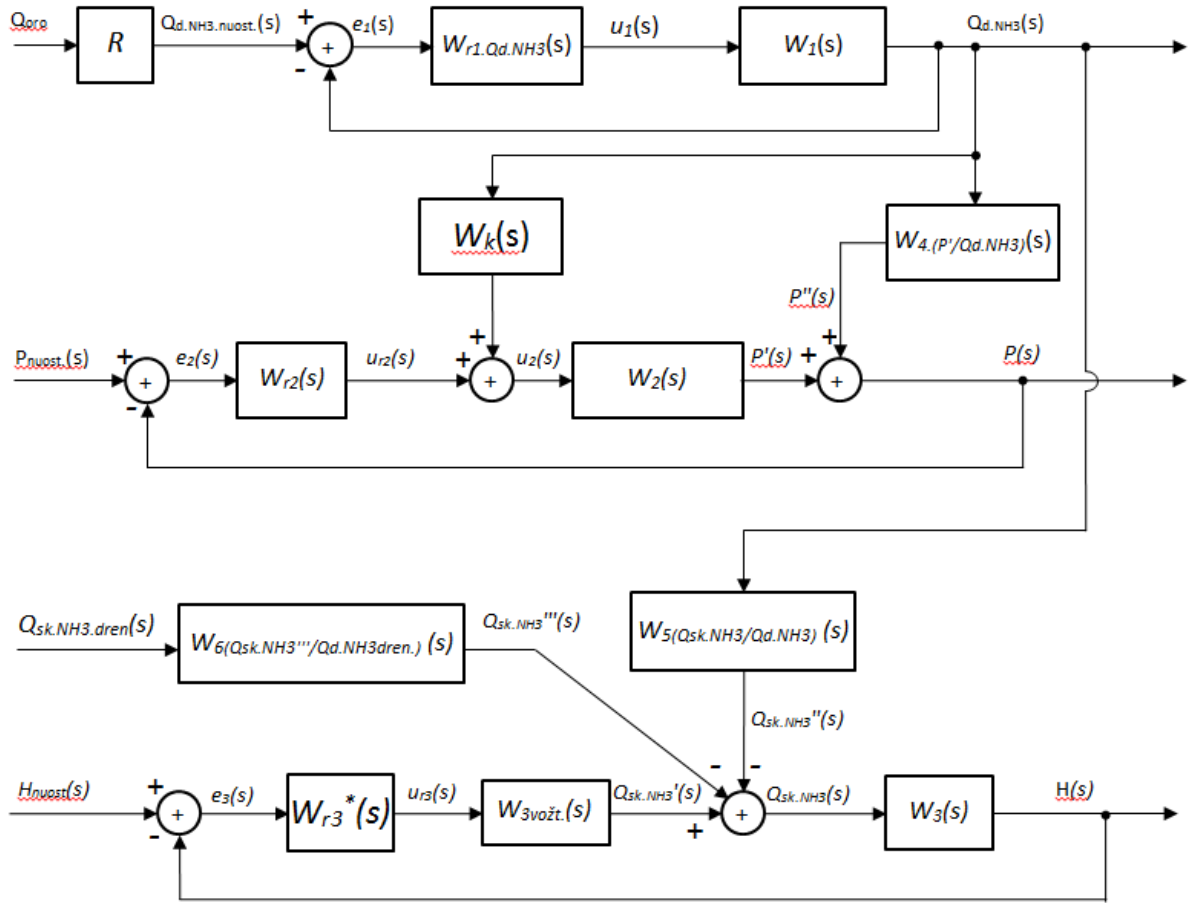 Qoro
R
Qd.NH3.nuost.(s)
+
+
-
e1(s)
Wr1.Qd.NH3(s)
u1(s)
W1(s)
Qd.NH3(s)
Wk(s)
W4.(P'/Qd.NH3)(s)
P''(s)
Pnuost.(s)
+
+
-
e2(s)
Wr2(s)
ur2(s)
+
+
+
u2(s)
W2(s)
P'(s)
+
+
+
P(s)
Qsk.NH3.dren(s)
W6(Qsk.NH3'''/Qd.NH3dren.) (s)
Qsk.NH3'''(s)
W5(Qsk.NH3/Qd.NH3) (s)
Qsk.NH3''(s)
Hnuost(s)
+
+
-
e3(s)
Wr3*(s)
ur3(s)
W3vožt.(s)
Qsk.NH3'(s)
-
-
+
+
Qsk.NH3(s)
W3(s)
H(s)